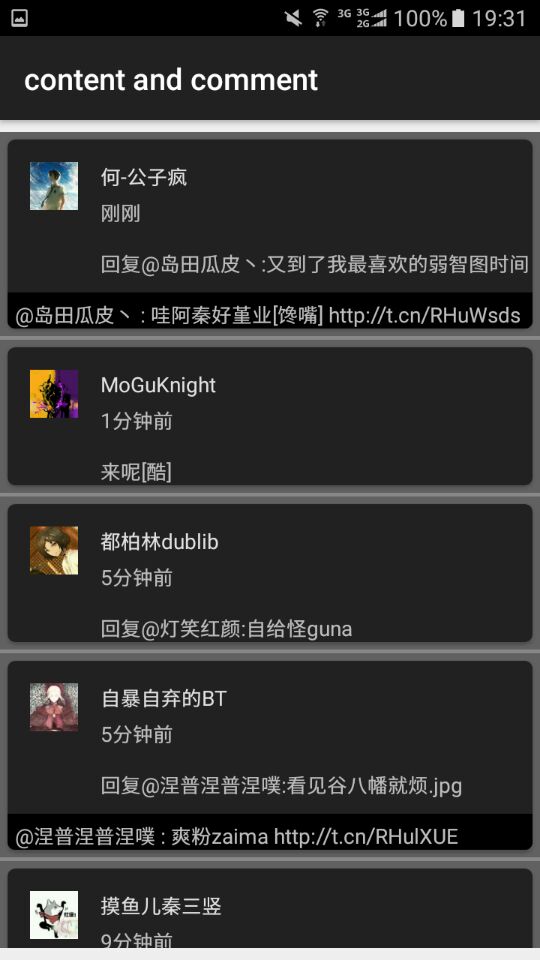 3G 3G 2G 100% 19:31
content and comment
何-公子疯
刚刚
回复@岛田瓜皮丶:又到了我最喜欢的弱智图时间
@岛田瓜皮丶 : 哇阿秦好堇业[馋嘴] http://t.cn/RHuWsds
MoGuKnight
1分钟前
来呢[酷]
都柏林dublib
5分钟前
回复@灯笑红颜:自给怪guna
自暴自弃的BT
5分钟前
回复@涅普涅普涅噗:看见谷八幡就烦.jpg
@涅普涅普涅噗 : 爽粉zaima http://t.cn/RHulXUE
摸鱼儿秦三竖
9分钟前